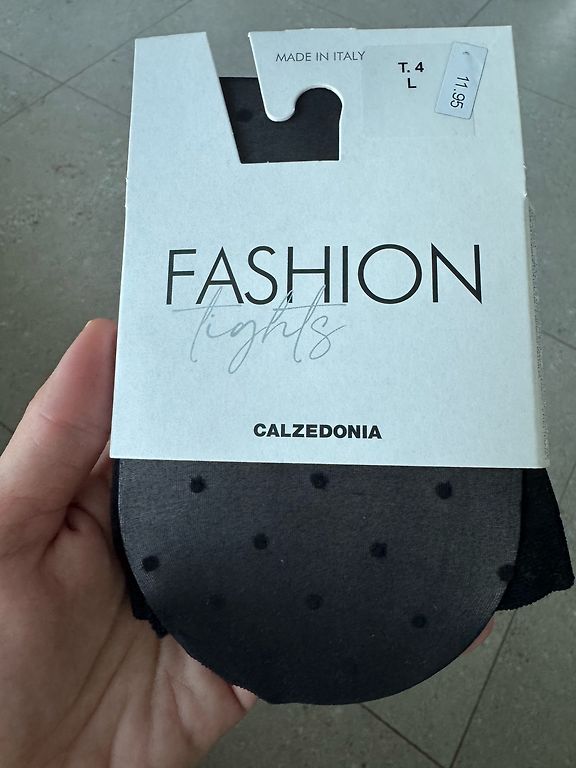 MADE IN ITALY
T. 4
L
11.95
FASHION
tights
CALZEDONIA